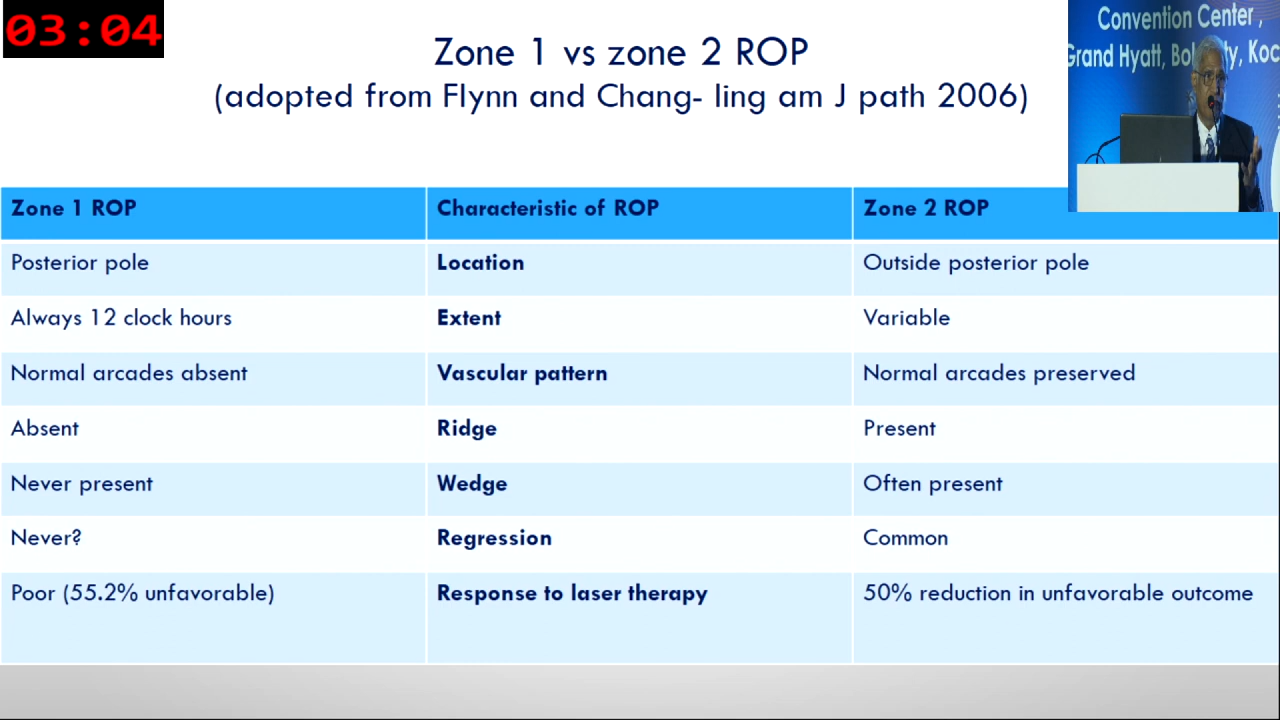 03:04
Zone 1 vs zone 2 ROP
(adopted from Flynn and Chang- ling am J path 2006)
Convention Center ,
Grand Hyatt,
Zone 1 ROP Characteristic of ROP Zone 2 ROP
Posterior pole Location Outside posterior pole
Always 12 clock hours Extent Variable
Normal arcades absent Vascular pattern Normal arcades preserved
Absent Ridge Present
Never present Wedge Often present
Never? Regression Common
Poor (55.2% unfavorable) Response to laser therapy 50% reduction in unfavorable outcome